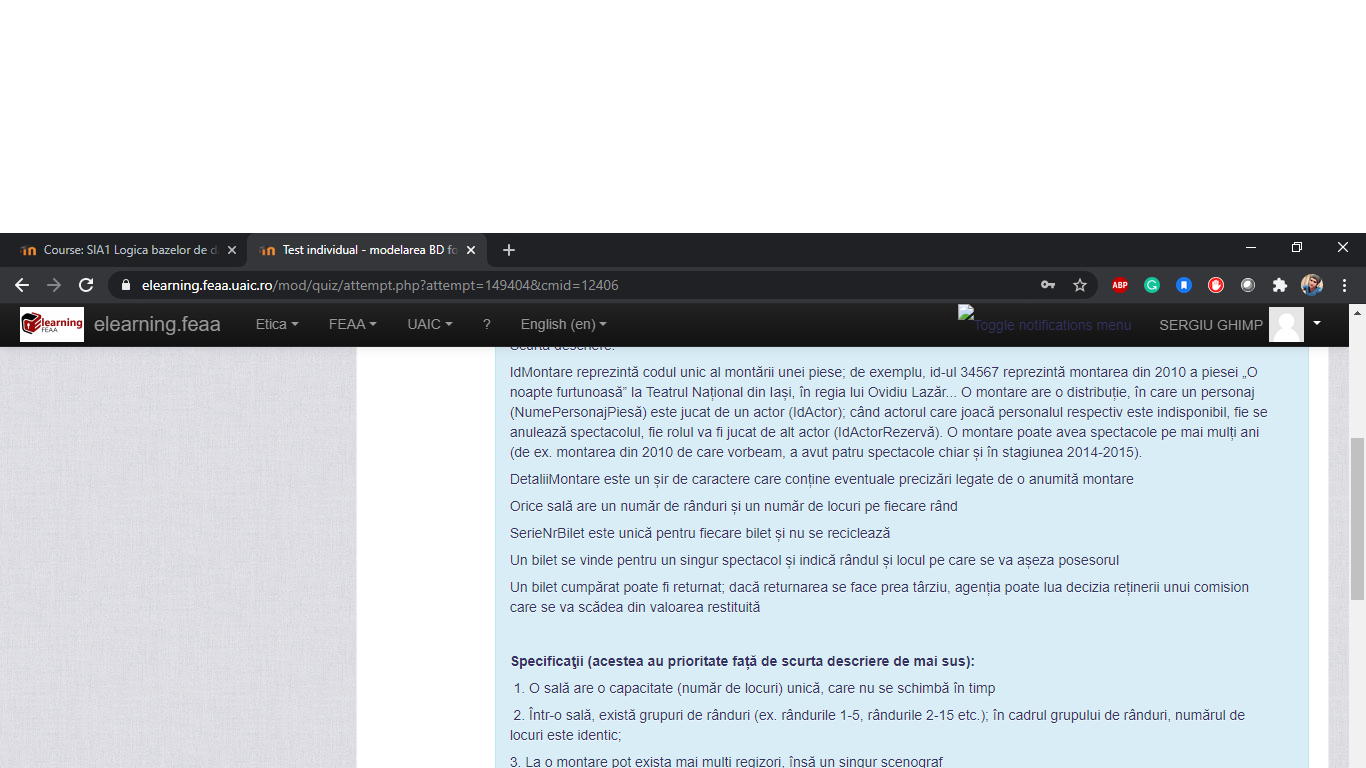 Course: SIA1 Logica bazelor de d
Test individual - modelarea BD fo
elearning.feaa.uaic.ro/mod/quiz/attempt.php?attempt=149404&cmid=12406
ABP
elearning
FEAA
elearning.feaa
Etica
FEAA
UAIC
?
English (en)
Toggle notifications menu
SERGIU GHIMP
Scurtă descriere:
IdMontare reprezintă codul unic al montării unei piese; de exemplu, id-ul 34567 reprezintă montarea din 2010 a piesei „O
noapte furtunoasă” la Teatrul Național din Iași, în regia lui Ovidiu Lazăr... O montare are o distribuție, în care un personaj
(NumePersonajPiesă) este jucat de un actor (IdActor); când actorul care joacă personalul respectiv este indisponibil, fie se
anulează spectacolul, fie rolul va fi jucat de alt actor (IdActorRezervă). O montare poate avea spectacole pe mai mulți ani
(de ex. montarea din 2010 de care vorbeam, a avut patru spectacole chiar și în stagiunea 2014-2015).
DetaliiMontare este un șir de caractere care conține eventuale precizări legate de o anumită montare
Orice sală are un număr de rânduri și un număr de locuri pe fiecare rând
SerieNrBilet este unică pentru fiecare bilet și nu se reciclează
Un bilet se vinde pentru un singur spectacol și indică rândul și locul pe care se va așeza posesorul
Un bilet cumpărat poate fi returnat; dacă returnarea se face prea târziu, agenția poate lua decizia reținerii unui comision
care se va scădea din valoarea restituită
Specificaţii (acestea au prioritate față de scurta descriere de mai sus):
1. O sală are o capacitate (număr de locuri) unică, care nu se schimbă în timp
2. Într-o sală, există grupuri de rânduri (ex. rândurile 1-5, rândurile 2-15 etc.); în cadrul grupului de rânduri, numărul de
locuri este identic;
3. La o montare pot exista mai mulți regizori, însă un singur scenograf